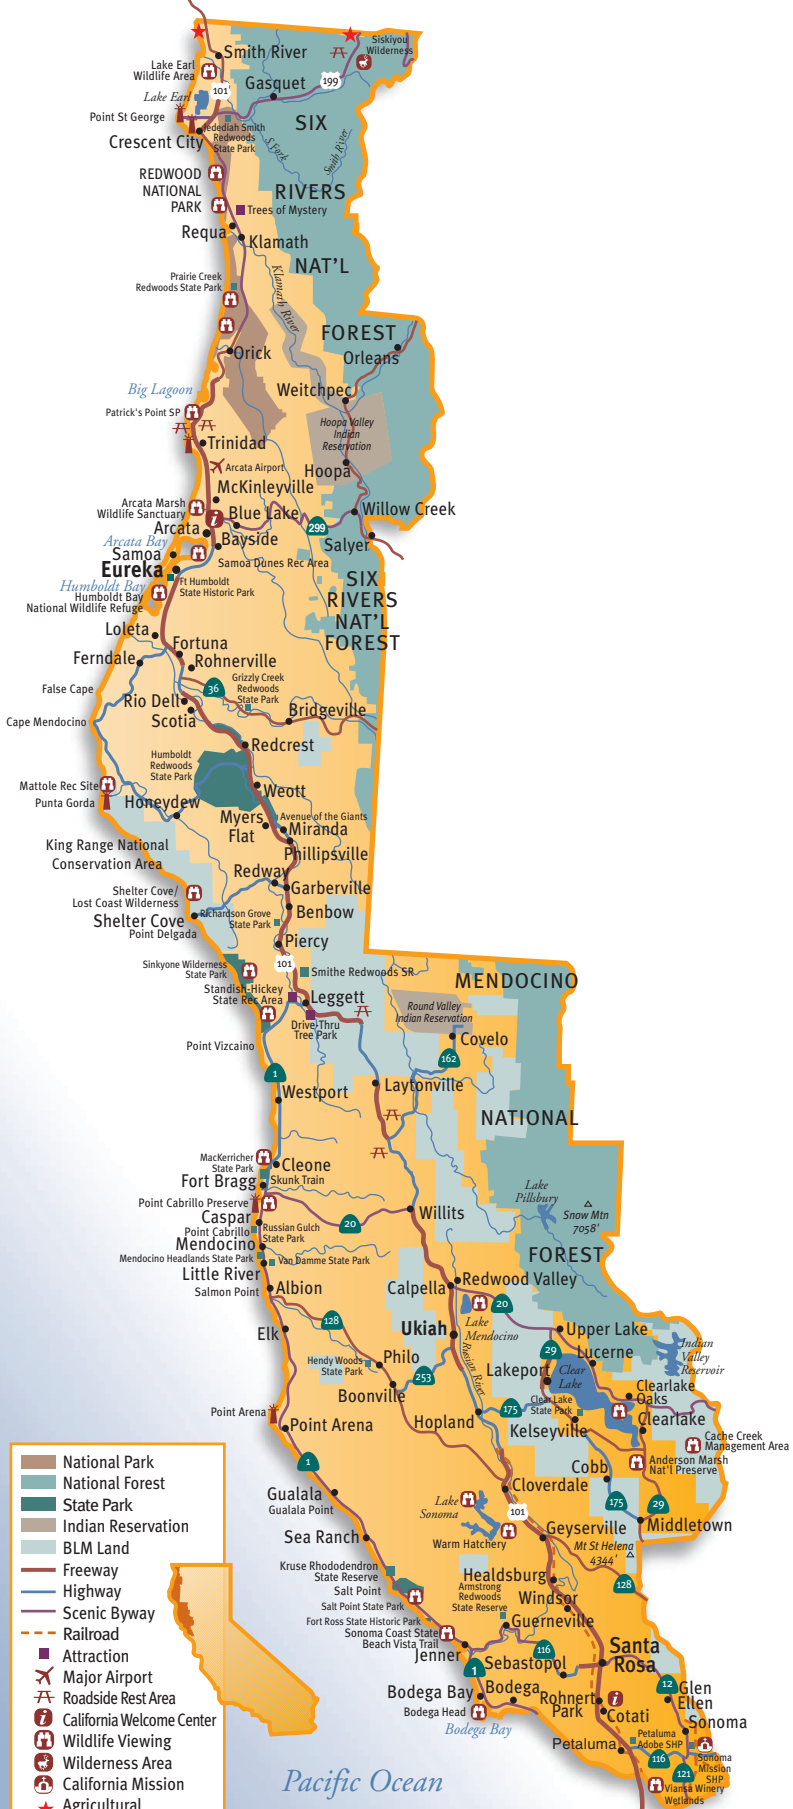 Smith River
Siskiyou
Wilderness
Lake Earl
Wildlife Area
101
199
Gasquet
Lake Earl
Point St George
SIX
Jedediah Smith
Redwoods
State Park
Crescent City
S Fork
Smith River
REDWOOD
NATIONAL
PARK
RIVERS
Trees of Mystery
Requa
Klamath
NAT'L
Klamath River
Prairie Creek
Redwoods State Park
FOREST
Orick
Orleans
Big Lagoon
Weitchpec
Patrick's Point SP
Hoopa Valley
Indian
Reservation
Trinidad
Arcata Airport
Hoopa
McKinleyville
Arcata Marsh
Wildlife Sanctuary
Blue Lake
Willow Creek
299
Arcata
Bayside
Salyer
Arcata Bay
Samoa
Samoa Dunes Rec Area
Eureka
SIX
RIVERS
NAT'L
FOREST
Humboldt Bay
Ft Humboldt
State Historic Park
Humboldt Bay
National Wildlife Refuge
Loleta
Fortuna
Ferndale
Rohnerville
Grizzly Creek
Redwoods
State Park
36
False Cape
Rio Dell
Bridgeville
Cape Mendocino
Scotia
Redcrest
Humboldt
Redwoods
State Park
Mattole Rec Site
Punta Gorda
Honeydew
Weott
Avenue of the Giants
Myers
Flat
Miranda
Phillipsville
King Range National
Conservation Area
Redway
Garberville
Shelter Cove/
Lost Coast Wilderness
Benbow
Shelter Cove
Richardson Grove
State Park
Point Delgada
Piercy
101
Sinkyone Wilderness
State Park
Smithe Redwoods SR
MENDOCINO
Standish-Hickey
State Rec Area
Leggett
Round Valley
Indian Reservation
Drive-Thru
Tree Park
Point Vizcaino
Covelo
162
1
Westport
Laytonville
NATIONAL
MacKerricher
State Park
Cleone
Fort Bragg
Skunk Train
Lake
Pillsbury
Point Cabrillo Preserve
Snow Mtn
7058'
Caspar
20
Willits
Point Cabrillo
Russian Gulch
State Park
Mendocino
Mendocino Headlands State Park
Van Damme State Park
FOREST
Little River
Salmon Point
Albion
Calpella
Redwood Valley
20
128
Lake
Mendocino
Elk
Ukiah
Upper Lake
Indian
Valley
Reservoir
29
Lucerne
Russian River
Hendy Woods
State Park
Philo
253
Lakeport
Clear
Lake
Boonville
Clearlake
Oaks
Point Arena
175
Clear Lake
State Park
Point Arena
Hopland
Kelseyville
Clearlake
Cache Creek
Management Area
Anderson Marsh
Nat'l Preserve
1
Cobb
Gualala
Gualala Point
Cloverdale
175
29
Lake
Sonoma
101
Middletown
Sea Ranch
Geyserville
Warm Hatchery
Mt St Helena
4344'
Kruse Rhododendron
State Reserve
Salt Point
Healdsburg
128
Armstrong
Redwoods
State Reserve
Salt Point State Park
Windsor
Fort Ross State Historic Park
Guerneville
Sonoma Coast State
Beach Vista Trail
Jenner
116
Santa
Rosa
1
Sebastopol
12
Glen
Ellen
Bodega Bay
Bodega
Rohnert
Park
Bodega Head
Cotati
Sonoma
Bodega Bay
Petaluma
Petaluma
Adobe SHP
116
Sonoma
Mission
SHP
121
Viansa Winery
Wetlands
Pacific Ocean
National Park
National Forest
State Park
Indian Reservation
BLM Land
Freeway
Highway
Scenic Byway
Railroad
Attraction
Major Airport
Roadside Rest Area
California Welcome Center
Wildlife Viewing
Wilderness Area
California Mission
Agricultural